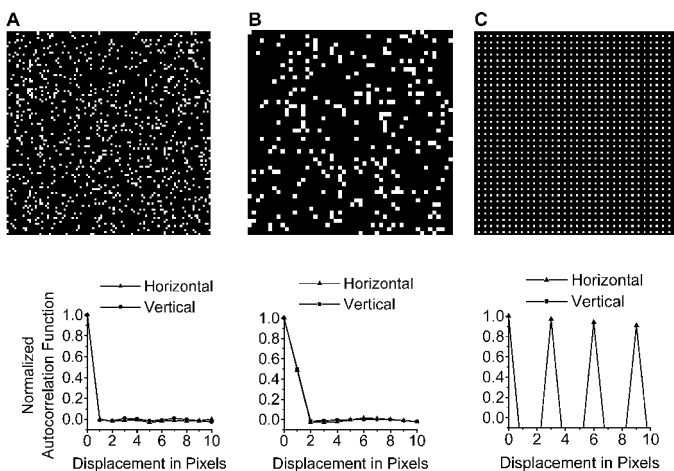 A
B
C
Horizontal
Vertical
Normalized
Autocorrelation Function
1.0
0.8
0.6
0.4
0.2
0.0
0 2 4 6 8 10
Displacement in Pixels
Horizontal
Vertical
1.0
0.8
0.6
0.4
0.2
0.0
0 2 4 6 8 10
Displacement in Pixels
Horizontal
Vertical
1.0
0.8
0.6
0.4
0.2
0.0
0 2 4 6 8 10
Displacement in Pixels